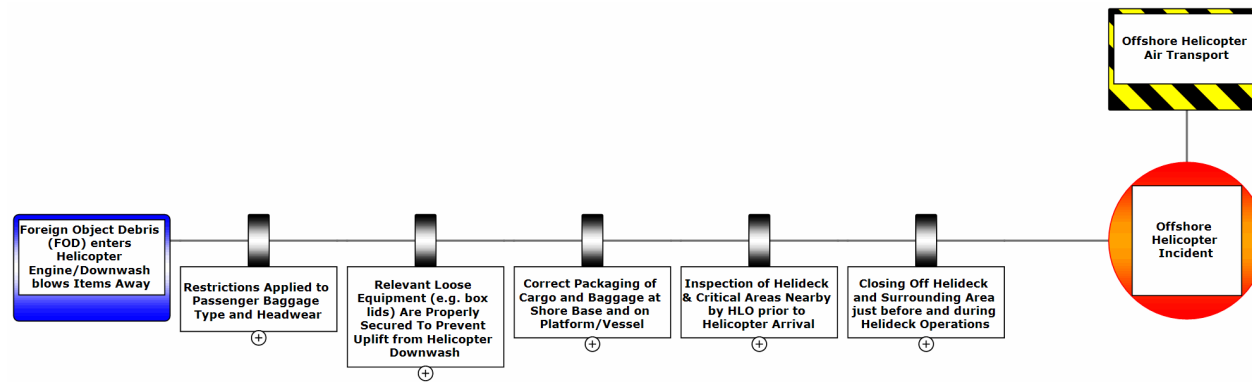 Offshore Helicopter
Air Transport
Foreign Object Debris
(FOD) enters
Helicopter
Engine/Downwash
blows Items Away
Restrictions Applied to
Passenger Baggage
Type and Headwear
Relevant Loose
Equipment (e.g. box
lids) Are Properly
Secured To Prevent
Uplift from Helicopter
Downwash
Correct Packaging of
Cargo and Baggage at
Shore Base and on
Platform/Vessel
Inspection of Helideck
& Critical Areas Nearby
by HLO prior to
Helicopter Arrival
Closing Off Helideck
and Surrounding Area
just before and during
Helideck Operations
Offshore
Helicopter
Incident